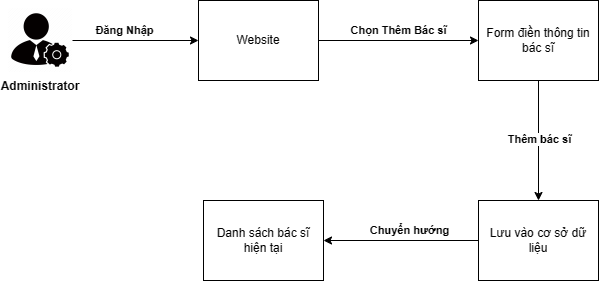 Đăng Nhập
Website
Chọn Thêm Bác sĩ
Form điền thông tin
bác sĩ
Administrator
Thêm bác sĩ
Danh sách bác sĩ
hiện tại
Chuyển hướng
Lưu vào cơ sở dữ
liệu